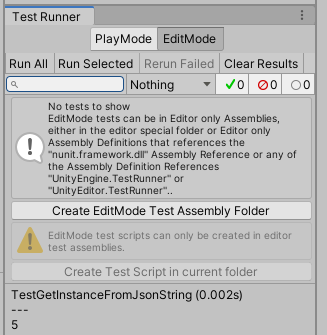 Test Runner
PlayMode EditMode
Run All Run Selected Rerun Failed Clear Results
Nothing 0 0 0
No tests to show
EditMode tests can be in Editor only Assemblies,
either in the editor special folder or Editor only
Assembly Definitions that references the
"nunit.framework.dll" Assembly Reference or any of
the Assembly Definition References
"UnityEngine.TestRunner" or
"UnityEditor.TestRunner"..
Create EditMode Test Assembly Folder
EditMode test scripts can only be created in editor
test assemblies.
Create Test Script in current folder
TestGetInstanceFromJsonString (0.002s)
---
5